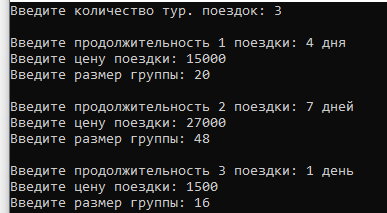 Введите количество тур. поездок: 3
Введите продолжительность 1 поездки: 4 дня
Введите цену поездки: 15000
Введите размер группы: 20
Введите продолжительность 2 поездки: 7 дней
Введите цену поездки: 27000
Введите размер группы: 48
Введите продолжительность 3 поездки: 1 день
Введите цену поездки: 1500
Введите размер группы: 16